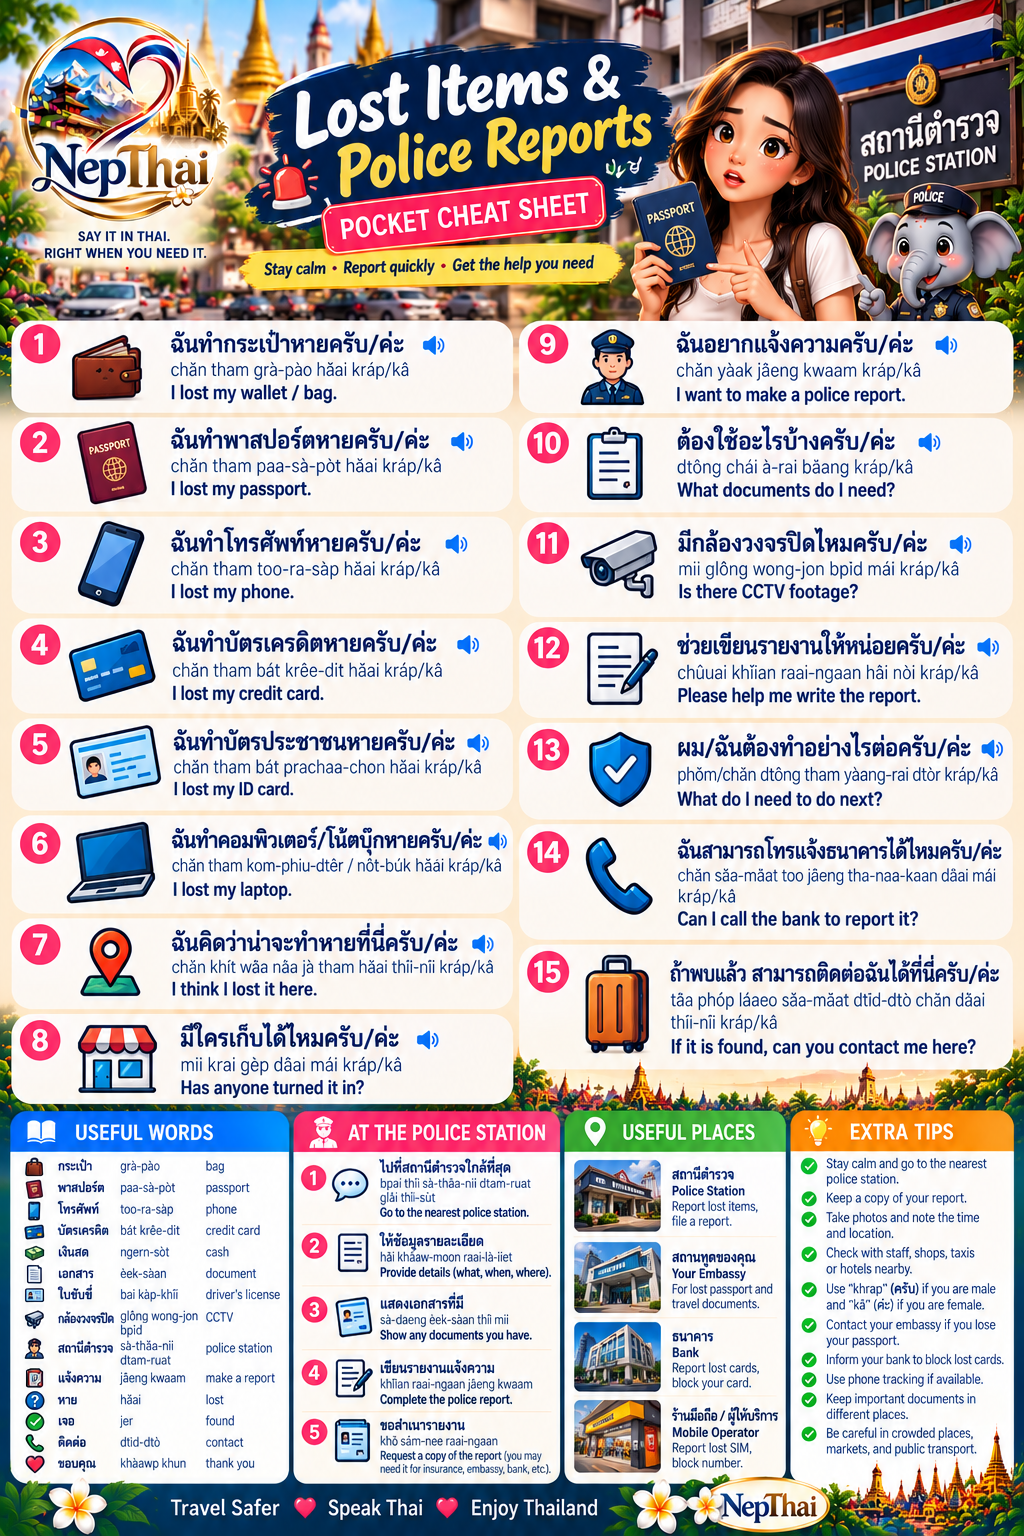 NepThai
SAY IT IN THAI.
RIGHT WHEN YOU NEED IT.
Lost Items &
Police Reports
POCKET CHEAT SHEET
Stay calm • Report quickly • Get the help you need
PASSPORT
สถานีตำรวจ
POLICE STATION
POLICE
1
ฉันทำกระเป๋าหายครับ/ค่ะ
chăn tham grà-pào hăai kráp/kâ
I lost my wallet / bag.
2
PASSPORT
ฉันทำพาสปอร์ตหายครับ/ค่ะ
chăn tham paa-sà-pòt hăai kráp/kâ
I lost my passport.
3
ฉันทำโทรศัพท์หายครับ/ค่ะ
chăn tham too-ra-sàp hăai kráp/kâ
I lost my phone.
4
ฉันทำบัตรเครดิตหายครับ/ค่ะ
chăn tham bát krêe-dit hăai kráp/kâ
I lost my credit card.
5
ฉันทำบัตรประชาชนหายครับ/ค่ะ
chăn tham bát prachaa-chon hăai kráp/kâ
I lost my ID card.
6
ฉันทำคอมพิวเตอร์/โน้ตบุ๊กหายครับ/ค่ะ
chăn tham kom-phiu-dtêr / nôt-búk hăai kráp/kâ
I lost my laptop.
7
ฉันคิดว่าน่าจะทำหายที่นี่ครับ/ค่ะ
chăn khít wâa nâa jà tham hăai thîi-nîi kráp/kâ
I think I lost it here.
8
มีใครเก็บได้ไหมครับ/ค่ะ
mii krai gèp dâai mái kráp/kâ
Has anyone turned it in?
9
ฉันอยากแจ้งความครับ/ค่ะ
chăn yàak jâeng kwaam kráp/kâ
I want to make a police report.
10
ต้องใช้อะไรบ้างครับ/ค่ะ
dtông chái à-rai bâang kráp/kâ
What documents do I need?
11
มีกล้องวงจรปิดไหมครับ/ค่ะ
mii glông wong-jon bpìd mái kráp/kâ
Is there CCTV footage?
12
ช่วยเขียนรายงานให้หน่อยครับ/ค่ะ
chûuai khĭian raai-ngaan hâi nòi kráp/kâ
Please help me write the report.
13
ผม/ฉันต้องทำอย่างไรต่อครับ/ค่ะ
phŏm/chăn dtông tham yàang-rai dtòr kráp/kâ
What do I need to do next?
14
ฉันสามารถโทรแจ้งธนาคารได้ไหมครับ/ค่ะ
chăn săa-mâat too jâeng tha-naa-kaan dâai mái
kráp/kâ
Can I call the bank to report it?
15
ถ้าพบแล้ว สามารถติดต่อฉันได้ที่นี่ครับ/ค่ะ
tâa phóp láaeo săa-mâat dtìd-dtò chăn dâai
thîi-nîi kráp/kâ
If it is found, can you contact me here?
USEFUL WORDS
กระเป๋า grà-pào bag
พาสปอร์ต paa-sà-pòt passport
โทรศัพท์ too-ra-sàp phone
บัตรเครดิต bát krêe-dit credit card
เงินสด ngern-sòt cash
เอกสาร èek-sàan document
ใบขับขี่ bai kàp-khîi driver's license
กล้องวงจรปิด glông wong-jon CCTV
bpid
สถานีตำรวจ sà-thăa-nii police station
dtam-ruat
แจ้งความ jâeng kwaam make a report
หาย hăai lost
เจอ jer found
ติดต่อ dtìd-dtò contact
ขอบคุณ khàawp khun thank you
AT THE POLICE STATION
1
ไปที่สถานีตำรวจใกล้ที่สุด
bpai thîi sà-thăa-nii dtam-ruat
glâi thîi-sùt
Go to the nearest police station.
2
ให้ข้อมูลรายละเอียด
hâi khâaw-moon raai-là-iiet
Provide details (what, when, where).
3
แสดงเอกสารที่มี
sà-daeng èek-sàan thîi mii
Show any documents you have.
4
เขียนรายงานแจ้งความ
khĭian raai-ngaan jâeng kwaam
Complete the police report.
5
ขอสำเนารายงาน
khŏ sám-nee raai-ngaan
Request a copy of the report (you may
need it for insurance, embassy, bank, etc.).
USEFUL PLACES
สถานีตำรวจ
Police Station
Report lost items,
file a report.
สถานทูตของคุณ
Your Embassy
For lost passport and
travel documents.
ธนาคาร
Bank
Report lost cards,
block your card.
ร้านมือถือ / ผู้ให้บริการ
Mobile Operator
Report lost SIM,
block number.
EXTRA TIPS
Stay calm and go to the nearest
police station.
Keep a copy of your report.
Take photos and note the time
and location.
Check with staff, shops, taxis
or hotels nearby.
Use "khrap" (ครับ) if you are male
and "kâ" (ค่ะ) if you are female.
Contact your embassy if you lose
your passport.
Inform your bank to block lost cards.
Use phone tracking if available.
Keep important documents in
different places.
Be careful in crowded places,
markets, and public transport.
Travel Safer ♥ Speak Thai ♥ Enjoy Thailand
NepThai